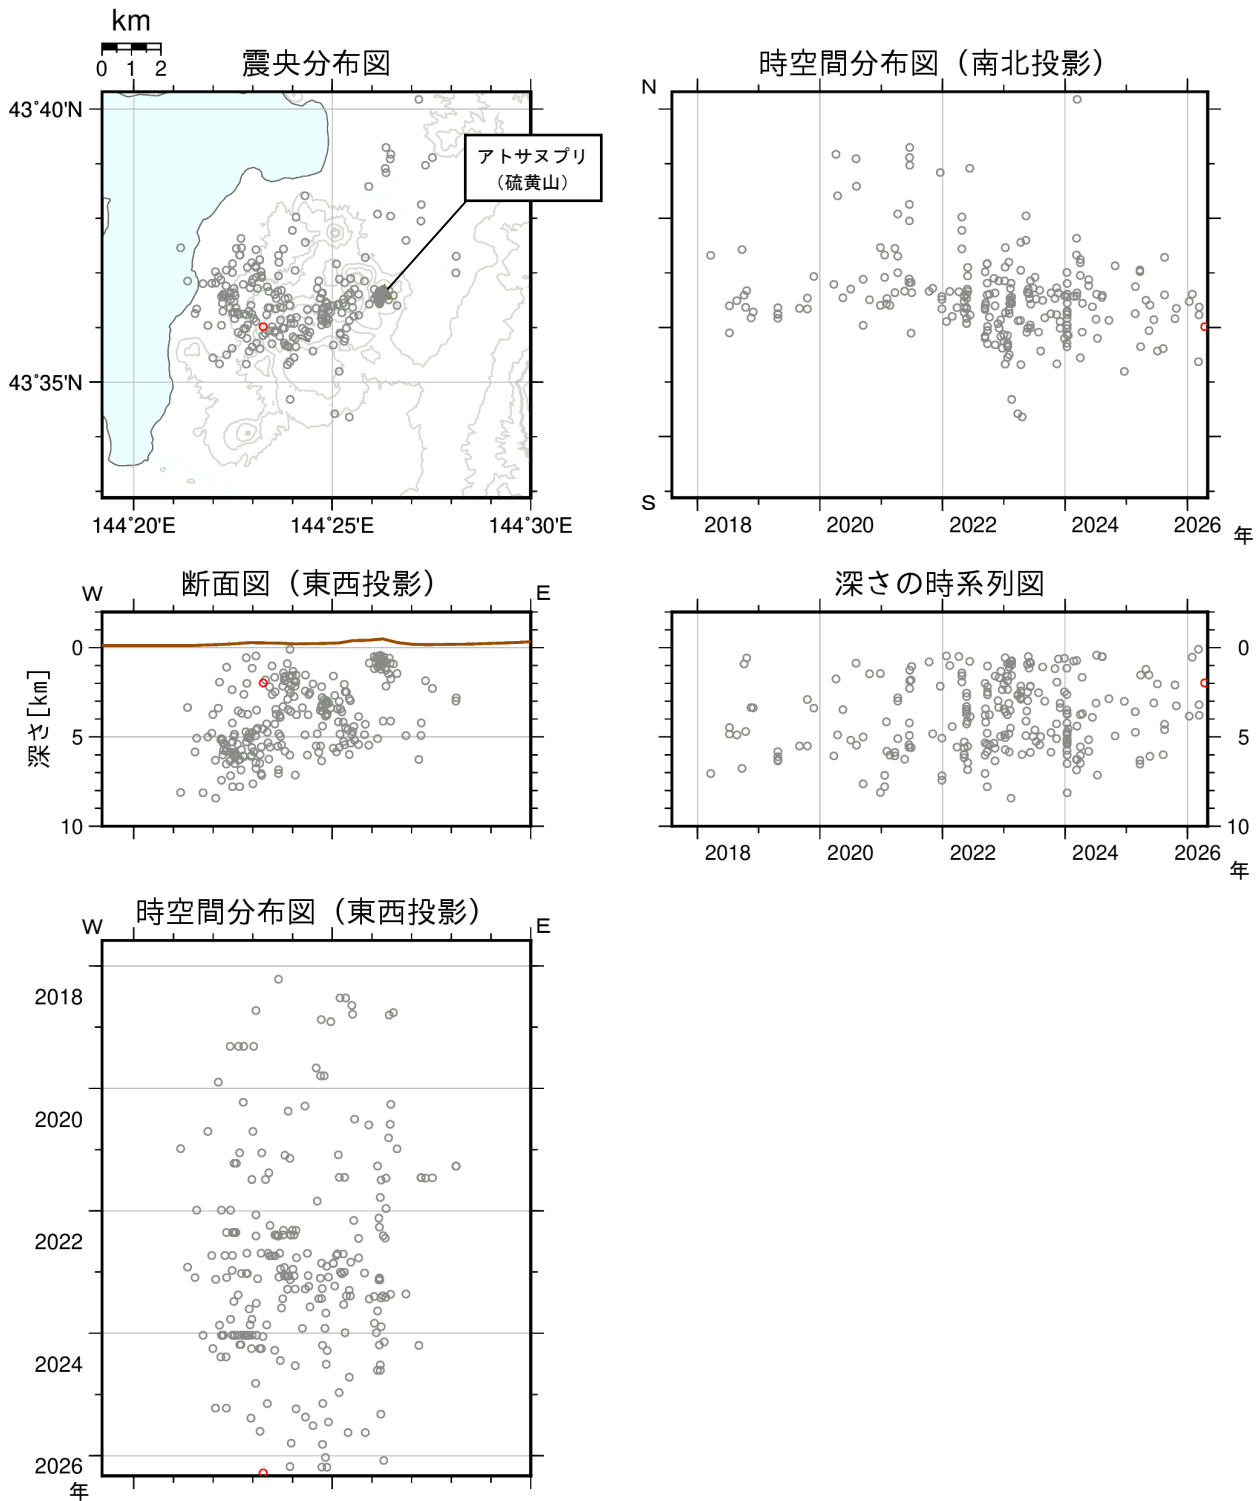 km
0 1 2
震央分布図
43°40'N
43°35'N
アトサヌプリ
（硫黄山）
144°20'E 144°25'E 144°30'E
時空間分布図（南北投影）
N
S
2018 2020 2022 2024 2026
年
断面図（東西投影）
W E
0
5
10
深さ[km]
深さの時系列図
0
5
10
2018 2020 2022 2024 2026
年
時空間分布図（東西投影）
W E
2018
2020
2022
2024
2026
年